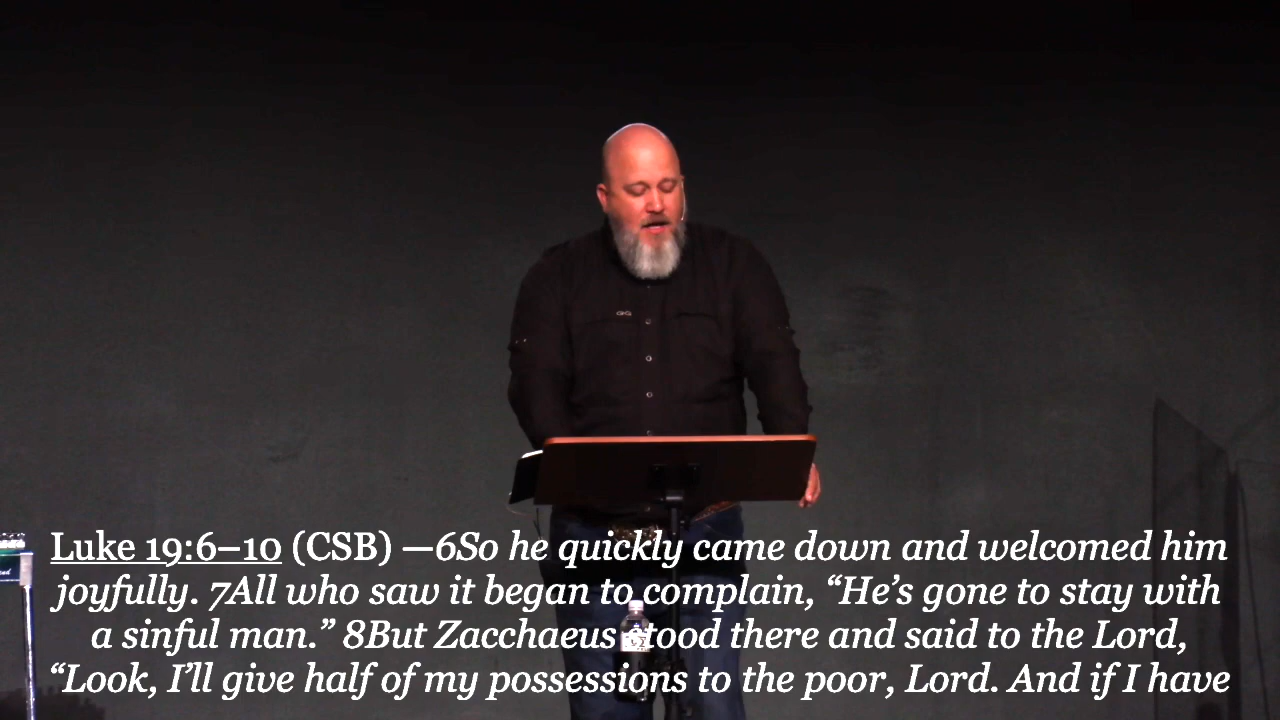 Luke 19:6–10 (CSB) —6So he quickly came down and welcomed him
joyfully. 7All who saw it began to complain, “He’s gone to stay with
a sinful man.” 8But Zacchaeus stood there and said to the Lord,
“Look, I’ll give half of my possessions to the poor, Lord. And if I have